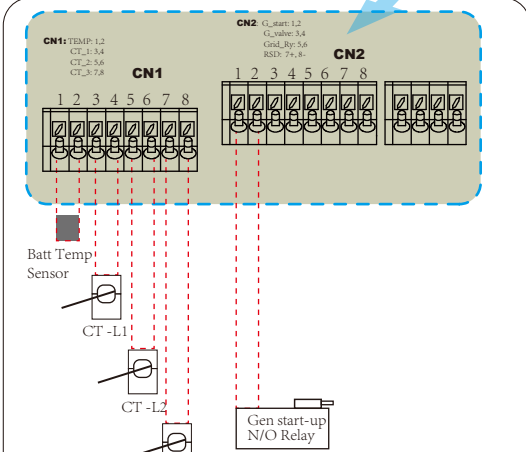 CN1: TEMP: 1,2
CT_1: 3,4
CT_2: 5,6
CT_3: 7,8
CN1
1 2 3 4 5 6 7 8
CN2: G_start: 1,2
G_valve: 3,4
Grid_Ry: 5,6
RSD: 7+, 8-
CN2
1 2 3 4 5 6 7 8
Batt Temp
Sensor
CT -L1
CT -L2
Gen start-up
N/O Relay